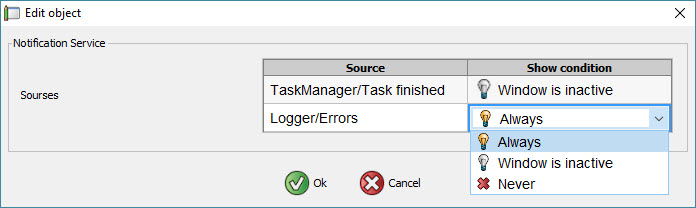 Edit object
Notification Service
Sourses
Source Show condition
TaskManager/Task finished Window is inactive
Logger/Errors Always
Always
Window is inactive
Never
Ok Cancel